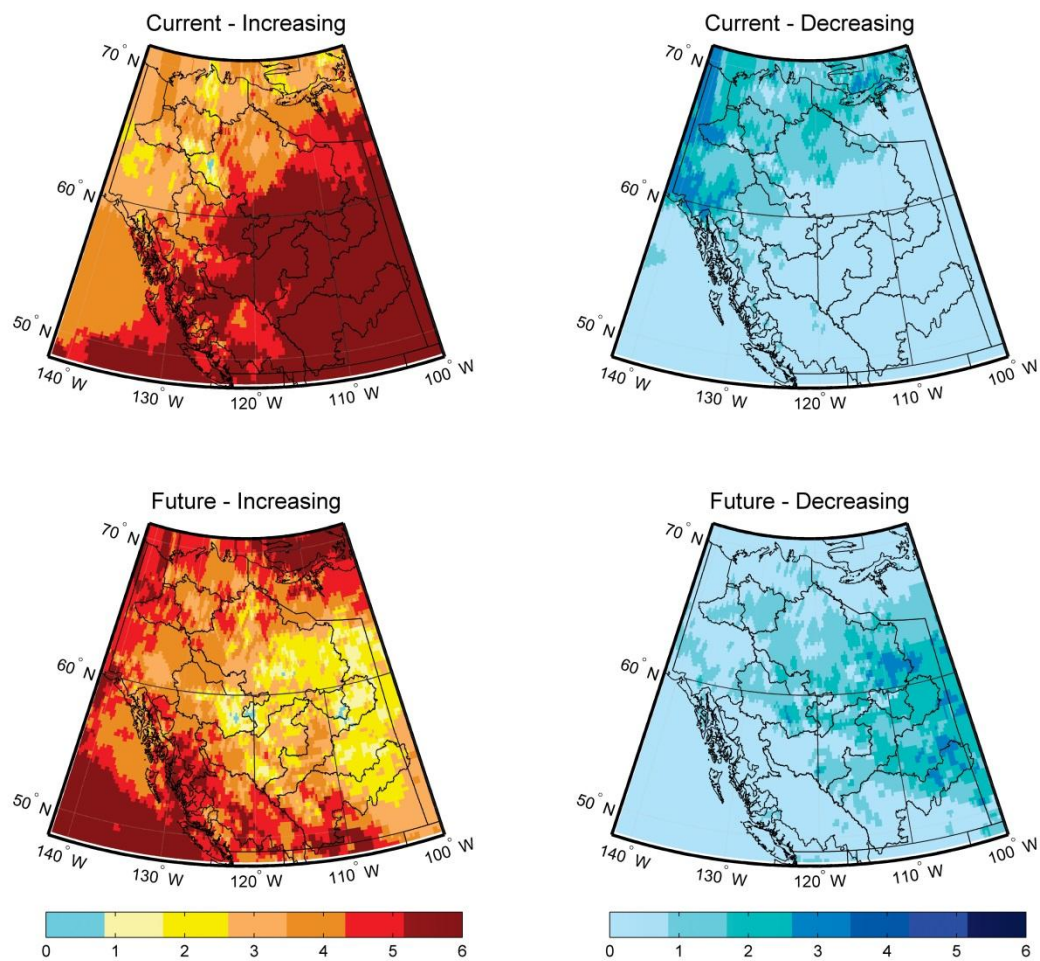 Current - Increasing
70° N
60° N
50° N
140° W
130° W
120° W
110° W
100° W
Current - Decreasing
70° N
60° N
50° N
140° W
130° W
120° W
110° W
100° W
Future - Increasing
70° N
60° N
50° N
140° W
130° W
120° W
110° W
100° W
Future - Decreasing
70° N
60° N
50° N
140° W
130° W
120° W
110° W
100° W
0 1 2 3 4 5 6
0 1 2 3 4 5 6